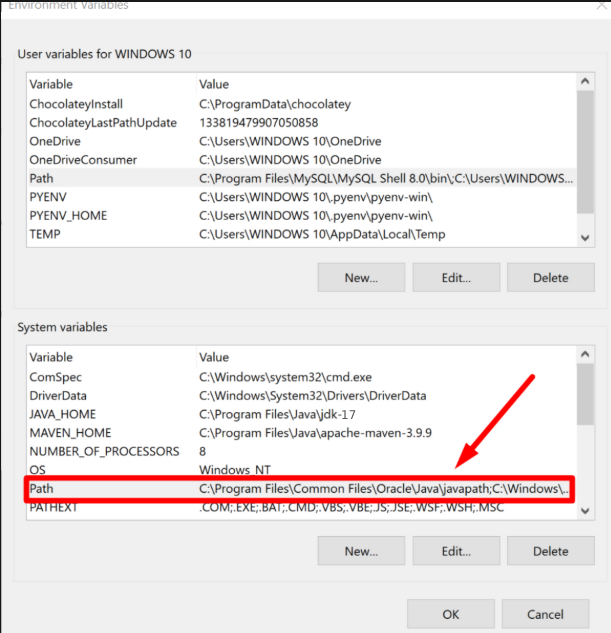 Environment Variables
User variables for WINDOWS 10
Variable Value
ChocolateyInstall C:\ProgramData\chocolatey
ChocolateyLastPathUpdate 133819479907050858
OneDrive C:\Users\WINDOWS 10\OneDrive
OneDriveConsumer C:\Users\WINDOWS 10\OneDrive
Path C:\Program Files\MySQL\MySQL Shell 8.0\bin\;C:\Users\WINDOWS...
PYENV C:\Users\WINDOWS 10\.pyenv\pyenv-win\
PYENV_HOME C:\Users\WINDOWS 10\.pyenv\pyenv-win\
TEMP C:\Users\WINDOWS 10\AppData\Local\Temp
New... Edit... Delete
System variables
Variable Value
ComSpec C:\Windows\system32\cmd.exe
DriverData C:\Windows\System32\Drivers\DriverData
JAVA_HOME C:\Program Files\Java\jdk-17
MAVEN_HOME C:\Program Files\Java\apache-maven-3.9.9
NUMBER_OF_PROCESSORS 8
OS Windows_NT
Path C:\Program Files\Common Files\Oracle\Java\javapath;C:\Windows\...
PATHEXT .COM;.EXE;.BAT;.CMD;.VBS;.VBE;.JS;.JSE;.WSF;.WSH;.MSC
New... Edit... Delete
OK Cancel